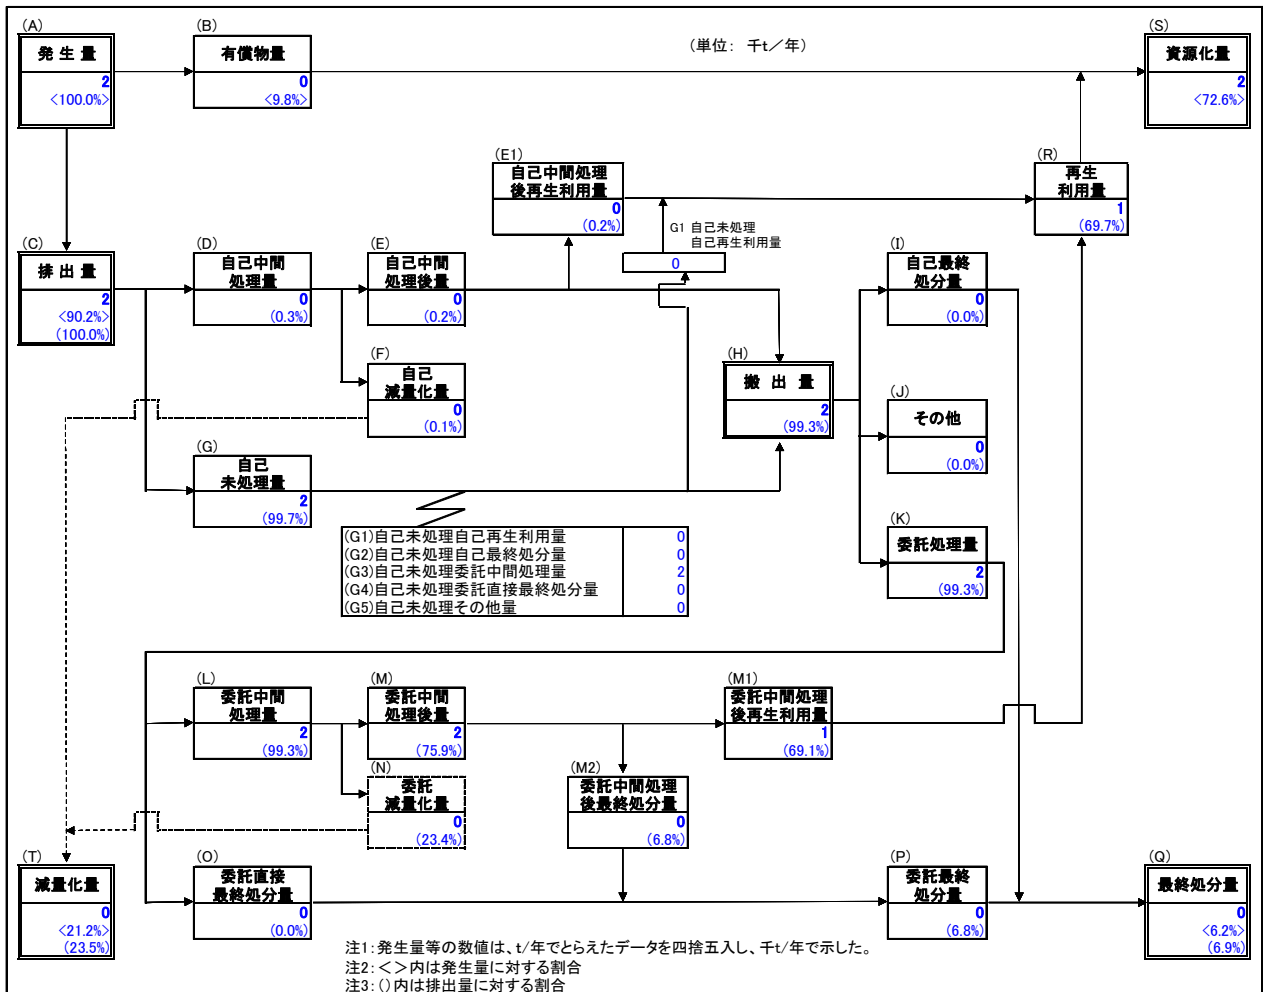 (A)
発生量
2
<100.0%>
(B)
有償物量
0
<9.8%>
(単位： 千t／年)
(S)
資源化量
2
<72.6%>
(E1)
自己中間処理
後再生利用量
0
(0.2%)
G1 自己未処理
自己再生利用量
0
(R)
再生
利用量
1
(69.7%)
(C)
排出量
2
<90.2%>
(100.0%)
(D)
自己中間
処理量
0
(0.3%)
(E)
自己中間
処理後量
0
(0.2%)
(F)
自己
減量化量
0
(0.1%)
(G)
自己
未処理量
2
(99.7%)
(H)
搬出量
2
(99.3%)
(I)
自己最終
処分量
0
(0.0%)
(J)
その他
0
(0.0%)
(K)
委託処理量
2
(99.3%)
(G1)自己未処理自己再生利用量 0
(G2)自己未処理自己最終処分量 0
(G3)自己未処理委託中間処理量 2
(G4)自己未処理委託直接最終処分量 0
(G5)自己未処理その他量 0
(L)
委託中間
処理量
2
(99.3%)
(M)
委託中間
処理後量
2
(75.9%)
(M1)
委託中間処理
後再生利用量
1
(69.1%)
(N)
委託
減量化量
0
(23.4%)
(M2)
委託中間処理
後最終処分量
0
(6.8%)
(T)
減量化量
0
<21.2%>
(23.5%)
(O)
委託直接
最終処分量
0
(0.0%)
(P)
委託最終
処分量
0
(6.8%)
(Q)
最終処分量
0
<6.2%>
(6.9%)
注1：発生量等の数値は、t/年でとらえたデータを四捨五入し、千t/年で示した。
注2：＜＞内は発生量に対する割合
注3：()内は排出量に対する割合